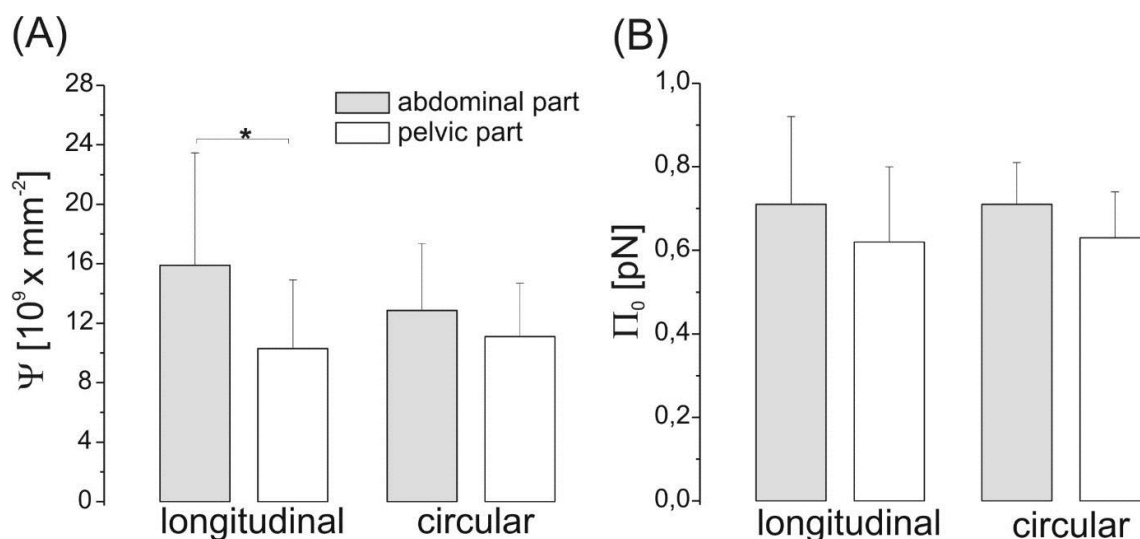 (A)
28
24
20
16
12
8
4
0
Ψ [10⁹ x mm⁻²]
abdominal part
pelvic part
*
longitudinal
circular
(B)
1,0
0,8
0,6
0,4
0,2
0,0
Π₀ [pN]
longitudinal
circular